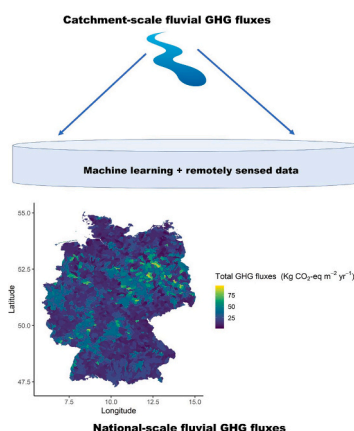 Catchment-scale fluvial GHG fluxes
Machine learning + remotely sensed data
55.0
52.5
50.0
47.5
Latitude
7.5 10.0 12.5 15.0
Longitude
Total GHG fluxes (Kg CO₂-eq m⁻² yr⁻¹)
75
50
25
National-scale fluvial GHG fluxes